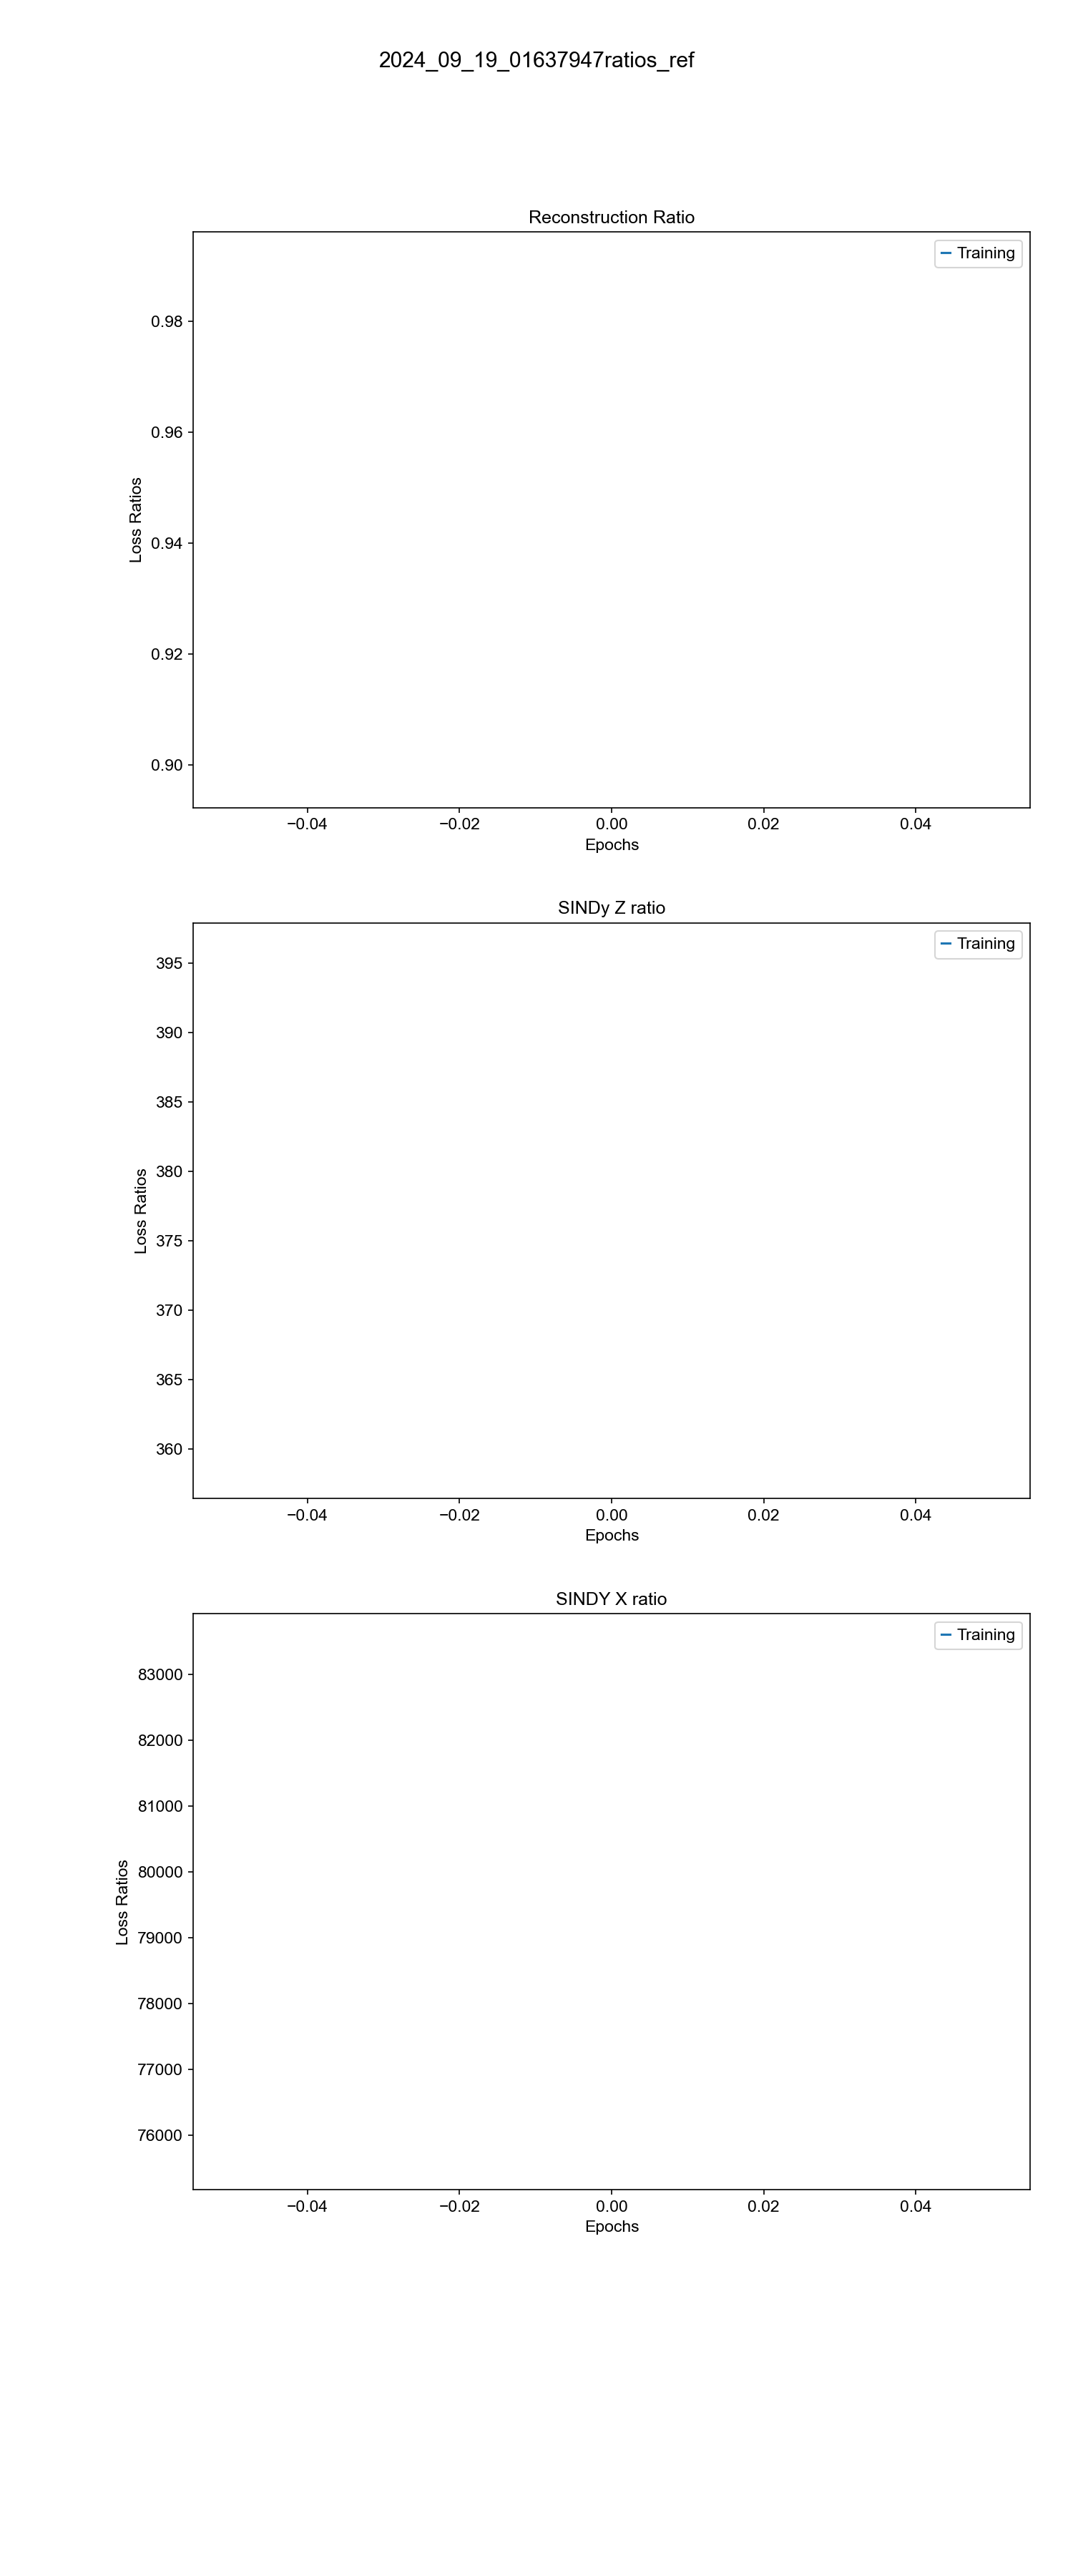 2024_09_19_01637947ratios_ref
Reconstruction Ratio
Training
0.98
0.96
0.94
0.92
0.90
Loss Ratios
−0.04 −0.02 0.00 0.02 0.04
Epochs
SINDy Z ratio
Training
395
390
385
380
375
370
365
360
Loss Ratios
−0.04 −0.02 0.00 0.02 0.04
Epochs
SINDY X ratio
Training
83000
82000
81000
80000
79000
78000
77000
76000
Loss Ratios
−0.04 −0.02 0.00 0.02 0.04
Epochs